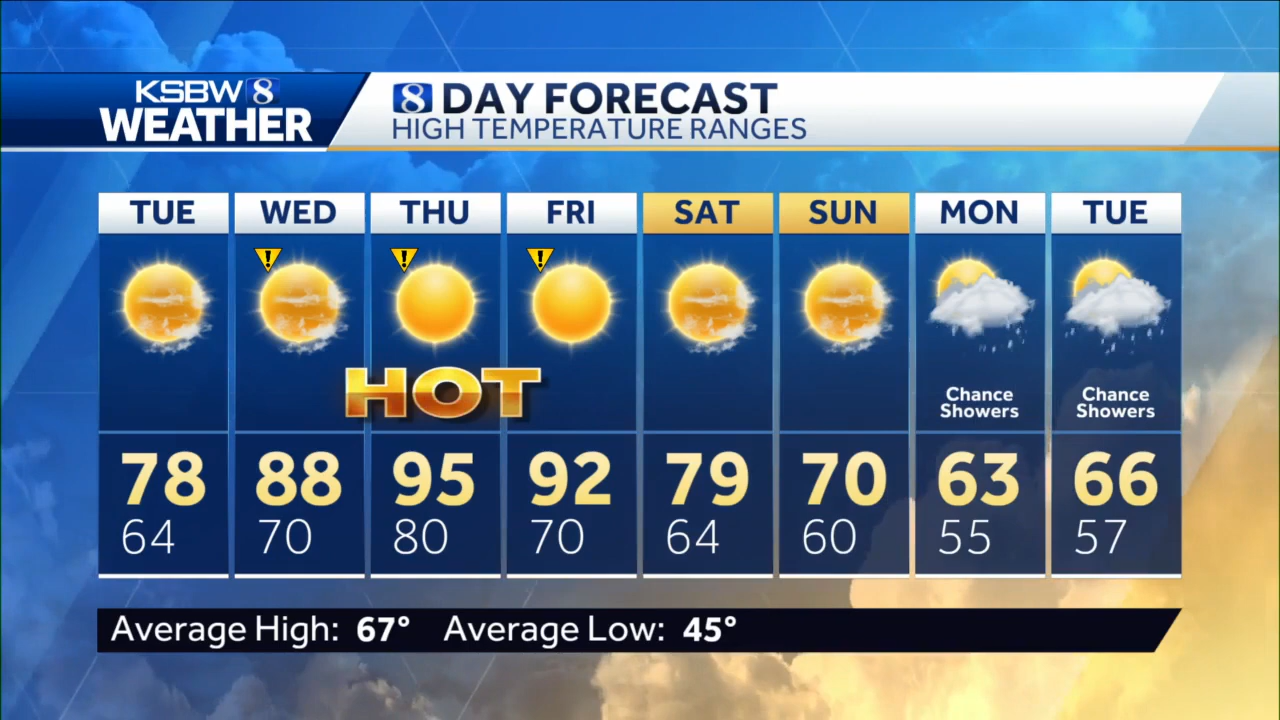 KSBW 8
WEATHER
8 DAY FORECAST
HIGH TEMPERATURE RANGES
TUE WED THU FRI SAT SUN MON TUE
! ! !
HOT
Chance Showers
Chance Showers
78 88 95 92 79 70 63 66
64 70 80 70 64 60 55 57
Average High: 67° Average Low: 45°